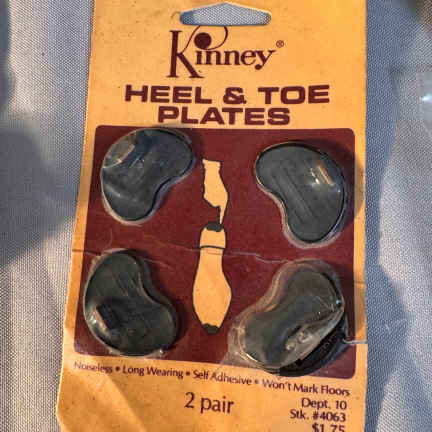 Kinney®
HEEL & TOE
PLATES
Noiseless • Long Wearing • Self Adhesive • Won't Mark Floors
2 pair
Dept. 10
Stk. #4063
$1.75